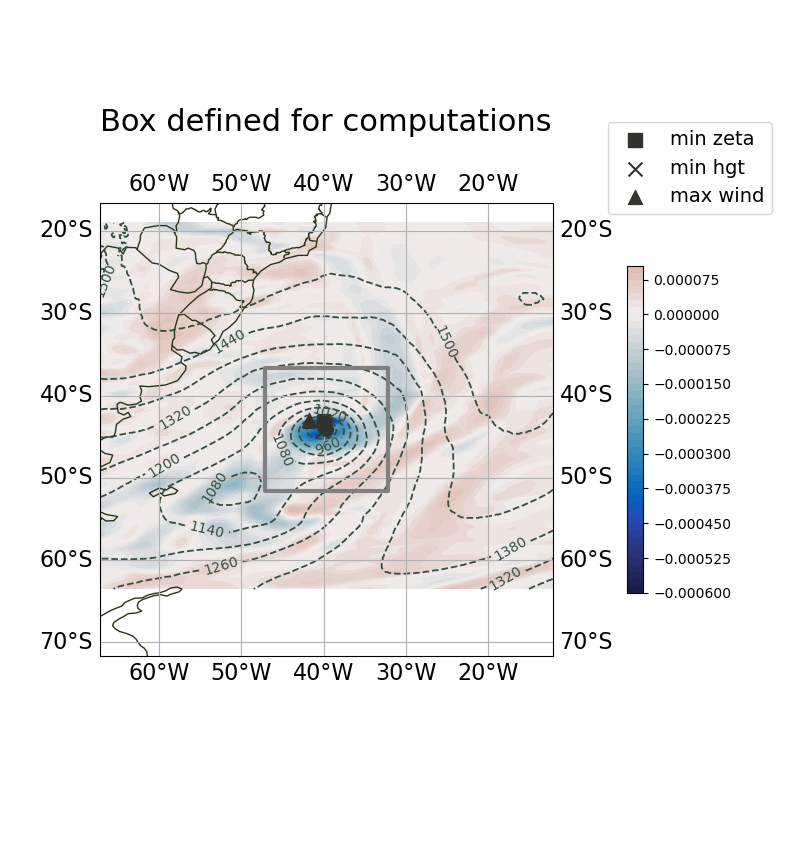 Box defined for computations
min zeta
min hgt
max wind
60°W 50°W 40°W 30°W 20°W
20°S 20°S
30°S 30°S
40°S 40°S
50°S 50°S
60°S 60°S
70°S 70°S
60°W 50°W 40°W 30°W 20°W
1500
1440
1500
1320
1200
1080
1080
960
1140
1260
1380
1320
0.000075
0.000000
−0.000075
−0.000150
−0.000225
−0.000300
−0.000375
−0.000450
−0.000525
−0.000600